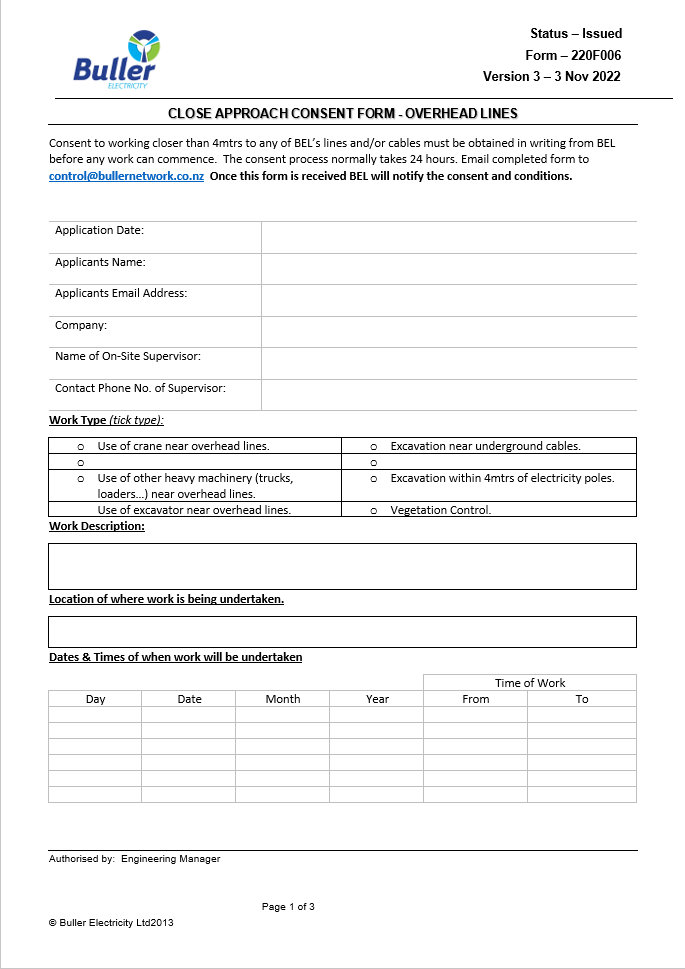 Buller
ELECTRICITY
Status – Issued
Form – 220F006
Version 3 – 3 Nov 2022
CLOSE APPROACH CONSENT FORM - OVERHEAD LINES
Consent to working closer than 4mtrs to any of BEL's lines and/or cables must be obtained in writing from BEL
before any work can commence.  The consent process normally takes 24 hours. Email completed form to
control@bullernetwork.co.nz  Once this form is received BEL will notify the consent and conditions.
Application Date:
Applicants Name:
Applicants Email Address:
Company:
Name of On-Site Supervisor:
Contact Phone No. of Supervisor:
Work Type (tick type):
o Use of crane near overhead lines.
o Excavation near underground cables.
o
o
o Use of other heavy machinery (trucks,
loaders...) near overhead lines.
o Excavation within 4mtrs of electricity poles.
Use of excavator near overhead lines.
o Vegetation Control.
Work Description:
Location of where work is being undertaken.
Dates & Times of when work will be undertaken
Time of Work
Day Date Month Year From To
Authorised by:  Engineering Manager
Page 1 of 3
© Buller Electricity Ltd2013